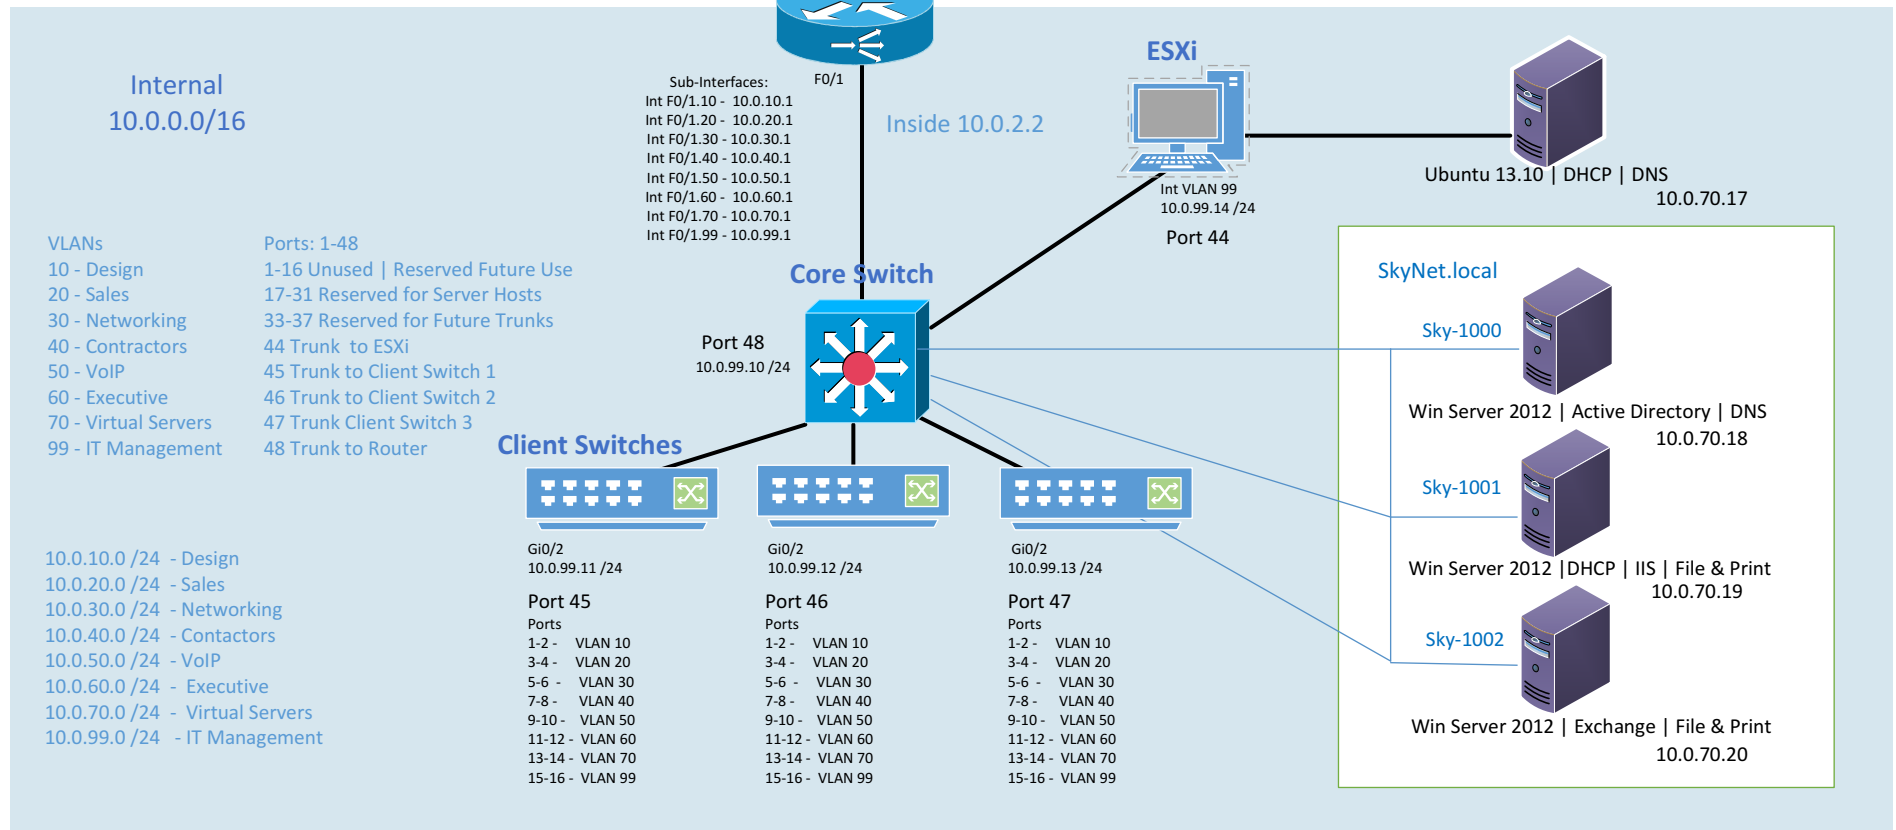 Internal
10.0.0.0/16
F0/1
Sub-Interfaces:
Int F0/1.10 - 10.0.10.1
Int F0/1.20 - 10.0.20.1
Int F0/1.30 - 10.0.30.1
Int F0/1.40 - 10.0.40.1
Int F0/1.50 - 10.0.50.1
Int F0/1.60 - 10.0.60.1
Int F0/1.70 - 10.0.70.1
Int F0/1.99 - 10.0.99.1
Inside 10.0.2.2
ESXi
Int VLAN 99
10.0.99.14 /24
Port 44
Ubuntu 13.10 | DHCP | DNS
10.0.70.17
VLANs
10 - Design
20 - Sales
30 - Networking
40 - Contractors
50 - VoIP
60 - Executive
70 - Virtual Servers
99 - IT Management
Ports: 1-48
1-16 Unused | Reserved Future Use
17-31 Reserved for Server Hosts
33-37 Reserved for Future Trunks
44 Trunk to ESXi
45 Trunk to Client Switch 1
46 Trunk to Client Switch 2
47 Trunk Client Switch 3
48 Trunk to Router
Core Switch
Port 48
10.0.99.10 /24
SkyNet.local
Sky-1000
Win Server 2012 | Active Directory | DNS
10.0.70.18
Sky-1001
Win Server 2012 |DHCP | IIS | File & Print
10.0.70.19
Sky-1002
Win Server 2012 | Exchange | File & Print
10.0.70.20
Client Switches
10.0.10.0 /24 - Design
10.0.20.0 /24 - Sales
10.0.30.0 /24 - Networking
10.0.40.0 /24 - Contactors
10.0.50.0 /24 - VoIP
10.0.60.0 /24 - Executive
10.0.70.0 /24 - Virtual Servers
10.0.99.0 /24 - IT Management
Gi0/2
10.0.99.11 /24
Port 45
Ports
1-2 - VLAN 10
3-4 - VLAN 20
5-6 - VLAN 30
7-8 - VLAN 40
9-10 - VLAN 50
11-12 - VLAN 60
13-14 - VLAN 70
15-16 - VLAN 99
Gi0/2
10.0.99.12 /24
Port 46
Ports
1-2 - VLAN 10
3-4 - VLAN 20
5-6 - VLAN 30
7-8 - VLAN 40
9-10 - VLAN 50
11-12 - VLAN 60
13-14 - VLAN 70
15-16 - VLAN 99
Gi0/2
10.0.99.13 /24
Port 47
Ports
1-2 - VLAN 10
3-4 - VLAN 20
5-6 - VLAN 30
7-8 - VLAN 40
9-10 - VLAN 50
11-12 - VLAN 60
13-14 - VLAN 70
15-16 - VLAN 99